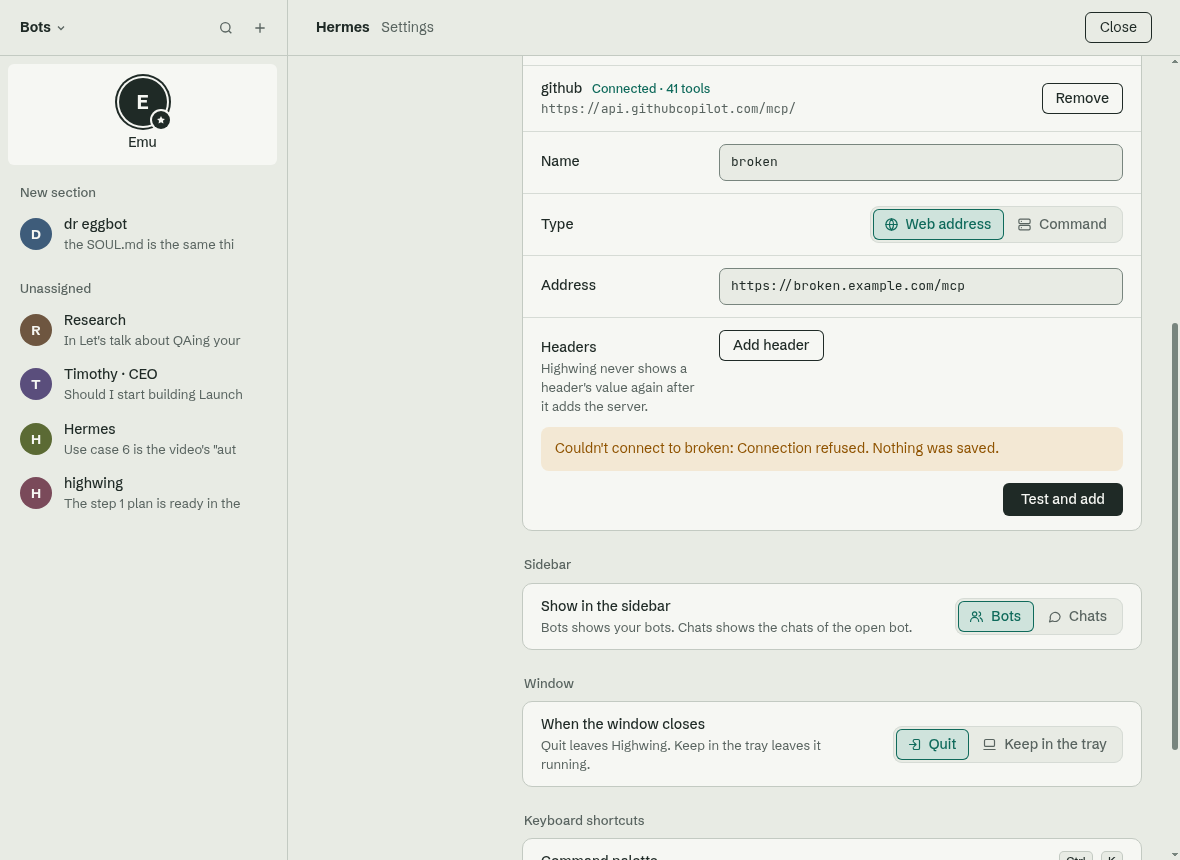 Bots
Hermes Settings
Close
E
Emu
New section
D
dr eggbot
the SOUL.md is the same thi
Unassigned
R
Research
In Let's talk about QAing your
T
Timothy · CEO
Should I start building Launch
H
Hermes
Use case 6 is the video's "aut
H
highwing
The step 1 plan is ready in the
github Connected · 41 tools
https://api.githubcopilot.com/mcp/
Remove
Name
broken
Type
Web address
Command
Address
https://broken.example.com/mcp
Headers
Highwing never shows a
header's value again after
it adds the server.
Add header
Couldn't connect to broken: Connection refused. Nothing was saved.
Test and add
Sidebar
Show in the sidebar
Bots shows your bots. Chats shows the chats of the open bot.
Bots
Chats
Window
When the window closes
Quit leaves Highwing. Keep in the tray leaves it
running.
Quit
Keep in the tray
Keyboard shortcuts
Command palette
Ctrl K